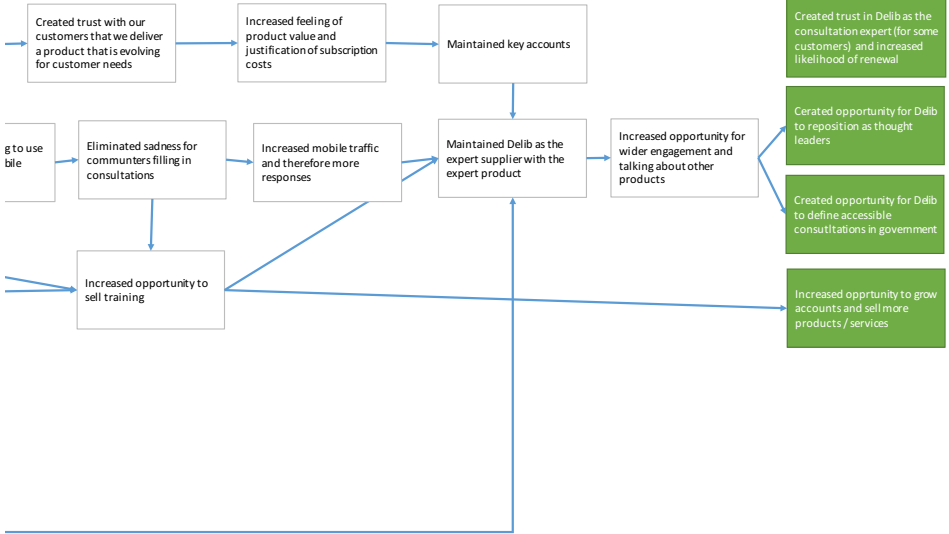 Created trust with our
customers that we deliver
a product that is evolving
for customer needs
Increased feeling of
product value and
justification of subscription
costs
Maintained key accounts
Created trust in Delib as the
consultation expert (for some
customers) and increased
likelihood of renewal
g to use
bile
Eliminated sadness for
communters filling in
consultations
Increased mobile traffic
and therefore more
responses
Maintained Delib as the
expert supplier with the
expert product
Increased opportunity for
wider engagement and
talking about other
products
Cerated opportunity for Delib
to reposition as thought
leaders
Created opportunity for Delib
to define accessible
consutltations in government
Increased opportunity to
sell training
Increased opprtunity to grow
accounts and sell more
products / services